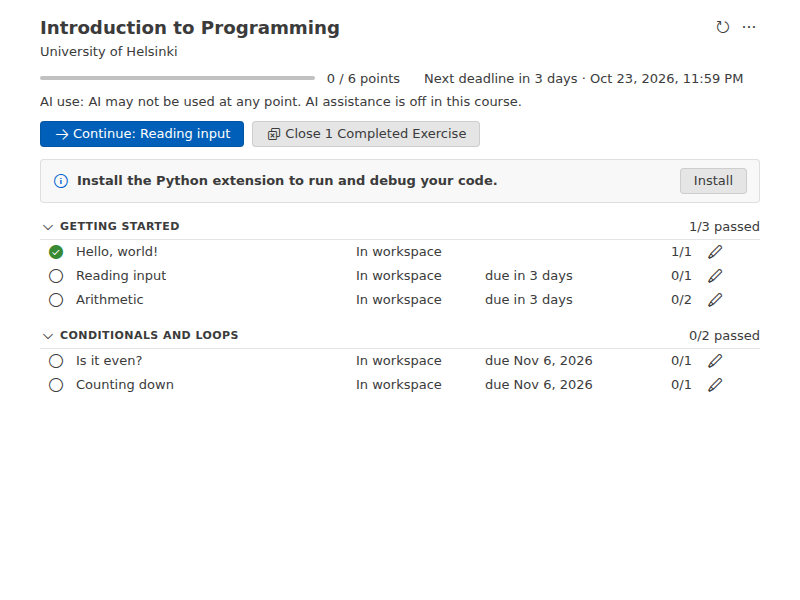 Introduction to Programming
University of Helsinki
0 / 6 points Next deadline in 3 days · Oct 23, 2026, 11:59 PM
AI use: AI may not be used at any point. AI assistance is off in this course.
Continue: Reading input Close 1 Completed Exercise
Install the Python extension to run and debug your code. Install
GETTING STARTED 1/3 passed
Hello, world! In workspace 1/1
Reading input In workspace due in 3 days 0/1
Arithmetic In workspace due in 3 days 0/2
CONDITIONALS AND LOOPS 0/2 passed
Is it even? In workspace due Nov 6, 2026 0/1
Counting down In workspace due Nov 6, 2026 0/1